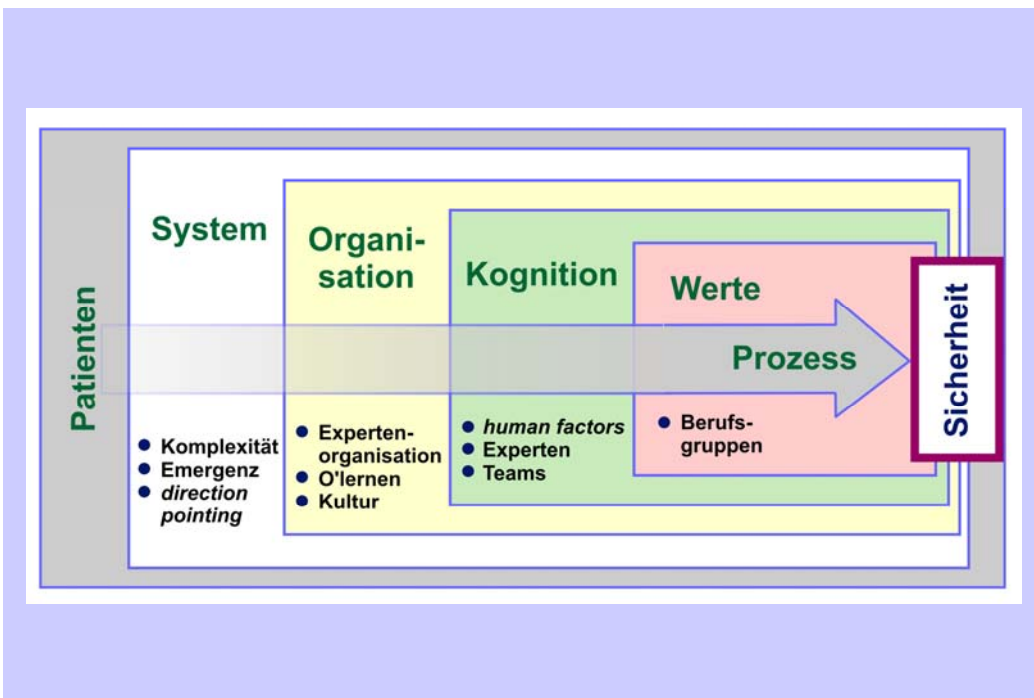 Patienten
System
Komplexität
Emergenz
direction
pointing
Organi-
sation
Experten-
organisation
O'lernen
Kultur
Kognition
human factors
Experten
Teams
Werte
Berufs-
gruppen
Prozess
Sicherheit